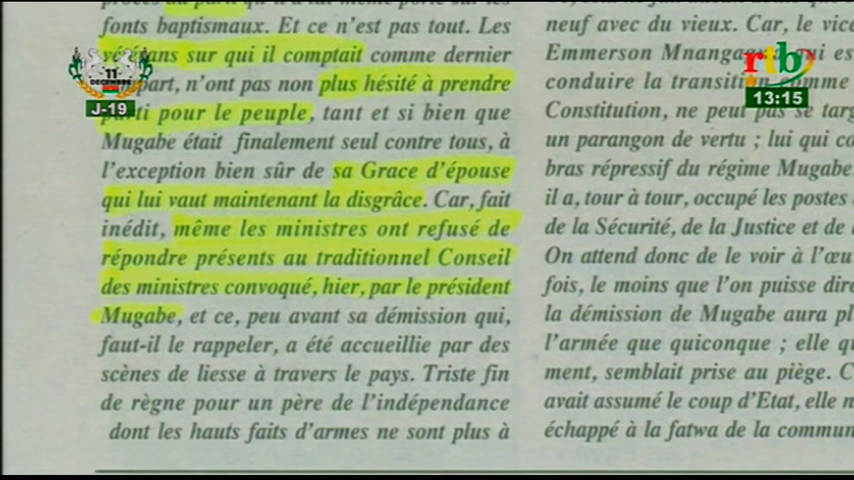 fonts baptismaux. Et ce n'est pas tout. Les
sur qui il comptait comme dernier
n'ont pas non plus hésité à prendre
pour le peuple, tant et si bien que
Mugabe était finalement seul contre tous, à
l'exception bien sûr de sa Grace d'épouse
qui lui vaut maintenant la disgrâce. Car, fait
inédit, même les ministres ont refusé de
répondre présents au traditionnel Conseil
des ministres convoqué, hier, par le président
Mugabe, et ce, peu avant sa démission qui,
faut-il le rappeler, a été accueillie par des
scènes de liesse à travers le pays. Triste fin
de règne pour un père de l'indépendance
dont les hauts faits d'armes ne sont plus à
neuf avec du vieux. Car, le vice
Emmerson Mnangagwa qui es
conduire la transition comme
Constitution, ne peut pas se targ
un parangon de vertu ; lui qui co
bras répressif du régime Mugabe.
il a, tour à tour, occupé les postes
de la Sécurité, de la Justice et de l
On attend donc de le voir à l'œu
fois, le moins que l'on puisse dire
la démission de Mugabe aura pl
l'armée que quiconque ; elle qu
ment, semblait prise au piège. C
avait assumé le coup d'Etat, elle n
échappé à la fatwa de la commun
11
DECEMBRE
J-19
rtb
13:15